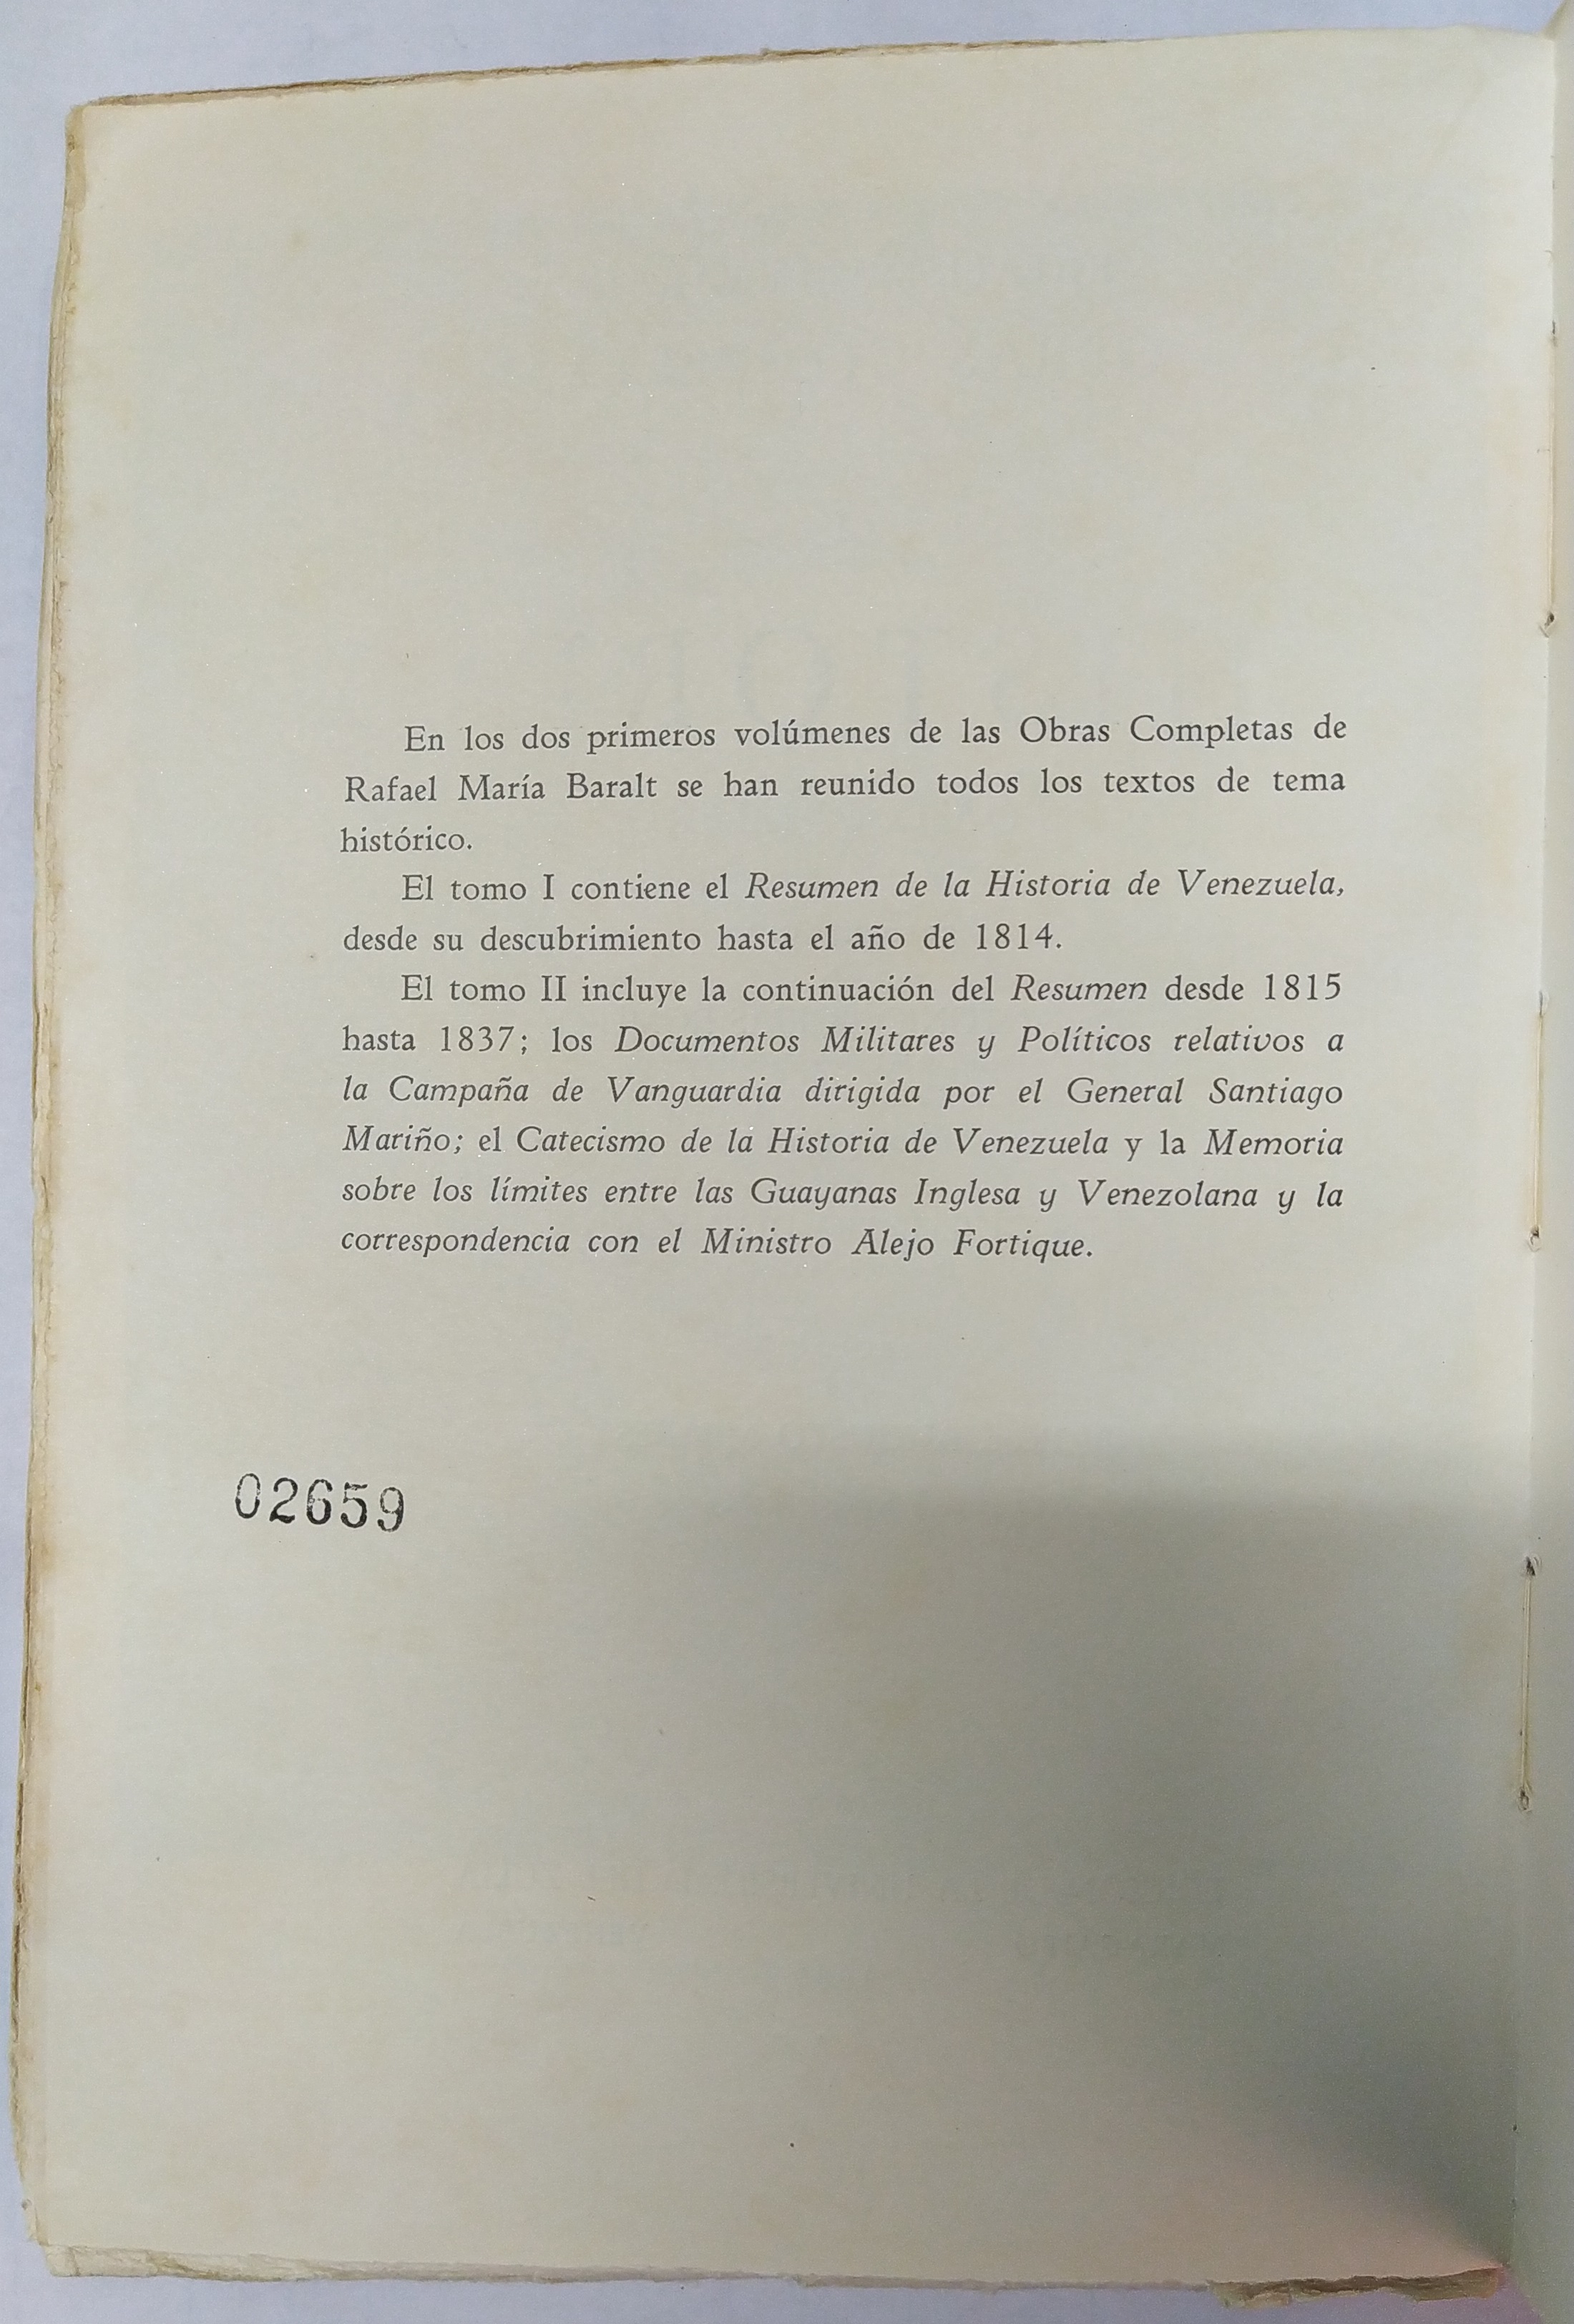 En los dos primeros volúmenes de las Obras Completas de
Rafael María Baralt se han reunido todos los textos de tema
histórico.
El tomo I contiene el Resumen de la Historia de Venezuela,
desde su descubrimiento hasta el año de 1814.
El tomo II incluye la continuación del Resumen desde 1815
hasta 1837; los Documentos Militares y Políticos relativos a
la Campaña de Vanguardia dirigida por el General Santiago
Mariño; el Catecismo de la Historia de Venezuela y la Memoria
sobre los límites entre las Guayanas Inglesa y Venezolana y la
correspondencia con el Ministro Alejo Fortique.
02659